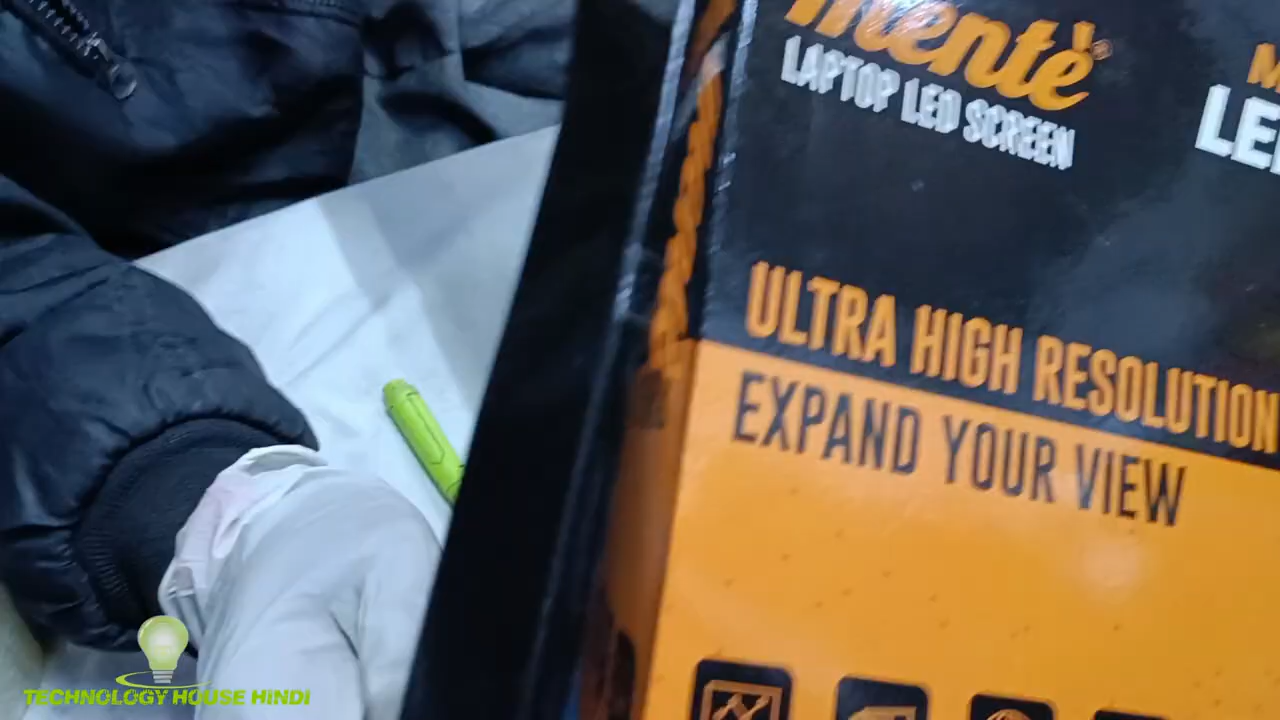 LAPTOP LED SCREEN
ULTRA HIGH RESOLUTION
EXPAND YOUR VIEW
TECHNOLOGY HOUSE HINDI